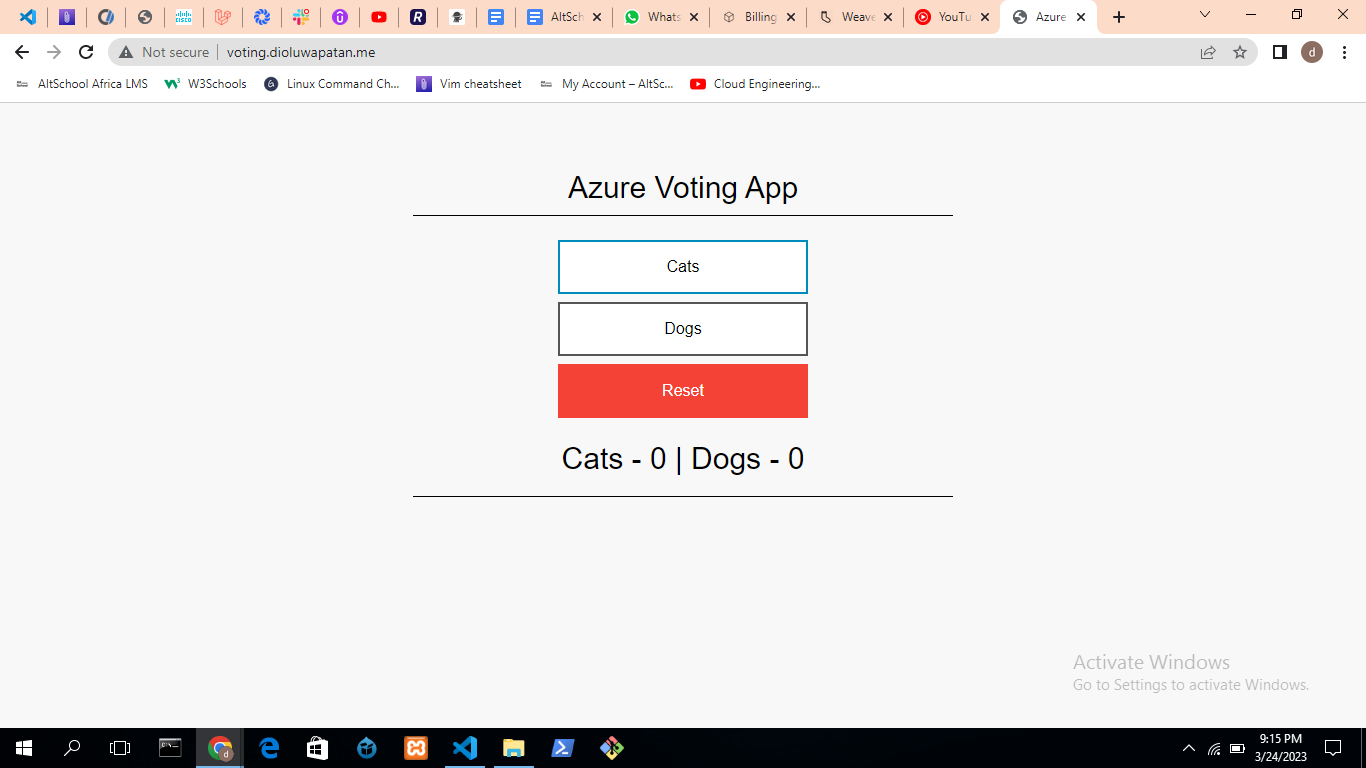 AltSch
Whats
Billing
Weave
YouTu
Azure
Not secure
voting.dioluwapatan.me
d
AltSchool Africa LMS
W3Schools
Linux Command Ch...
Vim cheatsheet
My Account – AltSc...
Cloud Engineering...
Azure Voting App
Cats
Dogs
Reset
Cats - 0 | Dogs - 0
Activate Windows
Go to Settings to activate Windows.
9:15 PM
3/24/2023